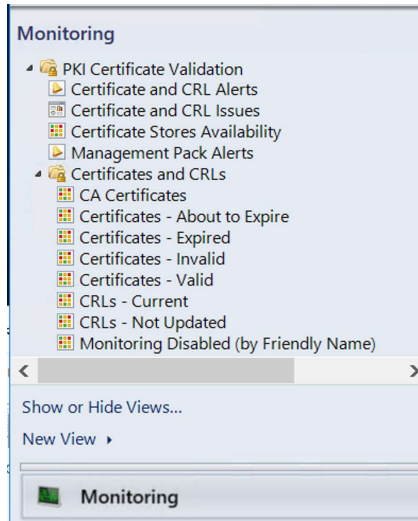 Monitoring
PKI Certificate Validation
Certificate and CRL Alerts
Certificate and CRL Issues
Certificate Stores Availability
Management Pack Alerts
Certificates and CRLs
CA Certificates
Certificates - About to Expire
Certificates - Expired
Certificates - Invalid
Certificates - Valid
CRLs - Current
CRLs - Not Updated
Monitoring Disabled (by Friendly Name)
Show or Hide Views...
New View
Monitoring